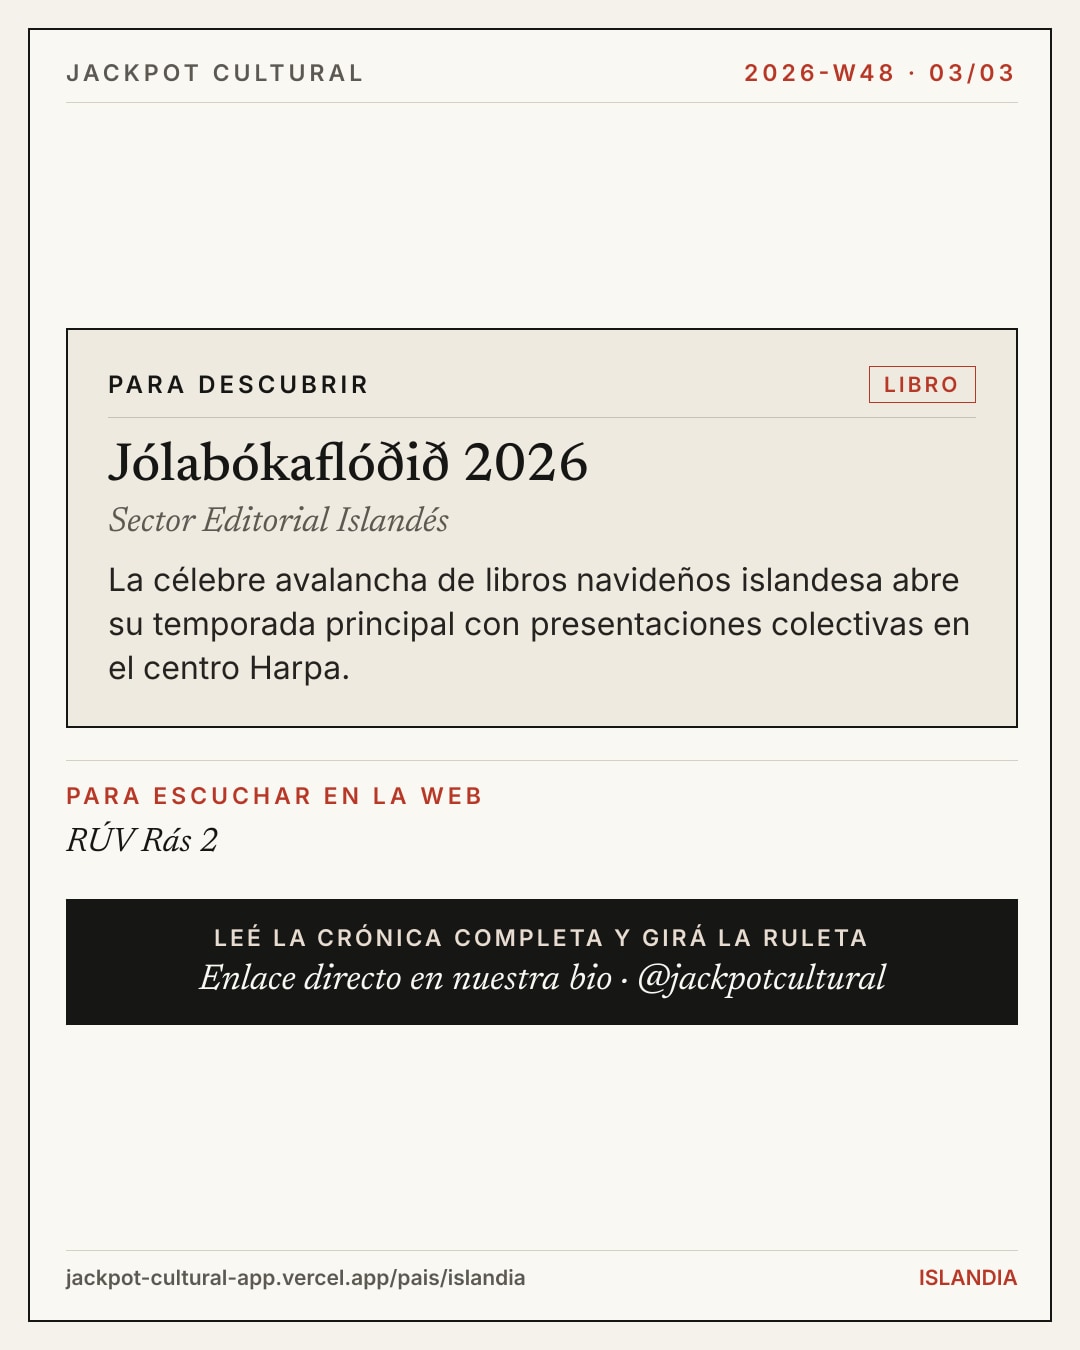 JACKPOT CULTURAL
2026-W48 · 03/03
PARA DESCUBRIR
LIBRO
Jólabókaflóðið 2026
Sector Editorial Islandés
La célebre avalancha de libros navideños islandesa abre
su temporada principal con presentaciones colectivas en
el centro Harpa.
PARA ESCUCHAR EN LA WEB
RÚV Rás 2
LEÉ LA CRÓNICA COMPLETA Y GIRÁ LA RULETA
Enlace directo en nuestra bio · @jackpotcultural
jackpot-cultural-app.vercel.app/pais/islandia
ISLANDIA